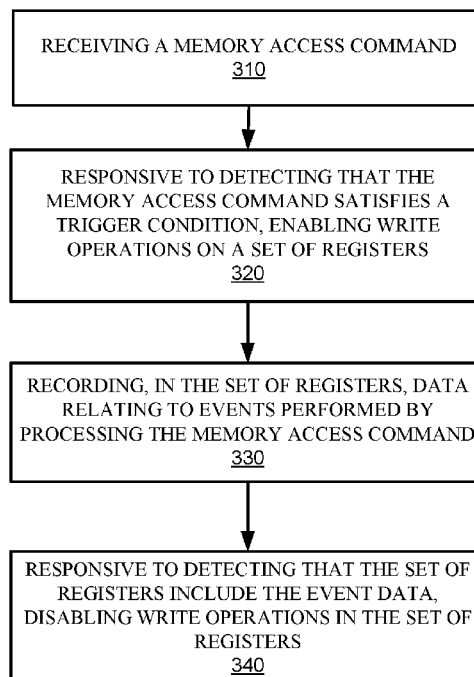 RECEIVING A MEMORY ACCESS COMMAND
310
RESPONSIVE TO DETECTING THAT THE
MEMORY ACCESS COMMAND SATISFIES A
TRIGGER CONDITION, ENABLING WRITE
OPERATIONS ON A SET OF REGISTERS
320
RECORDING, IN THE SET OF REGISTERS, DATA
RELATING TO EVENTS PERFORMED BY
PROCESSING THE MEMORY ACCESS COMMAND
330
RESPONSIVE TO DETECTING THAT THE SET OF
REGISTERS INCLUDE THE EVENT DATA,
DISABLING WRITE OPERATIONS IN THE SET OF
REGISTERS
340